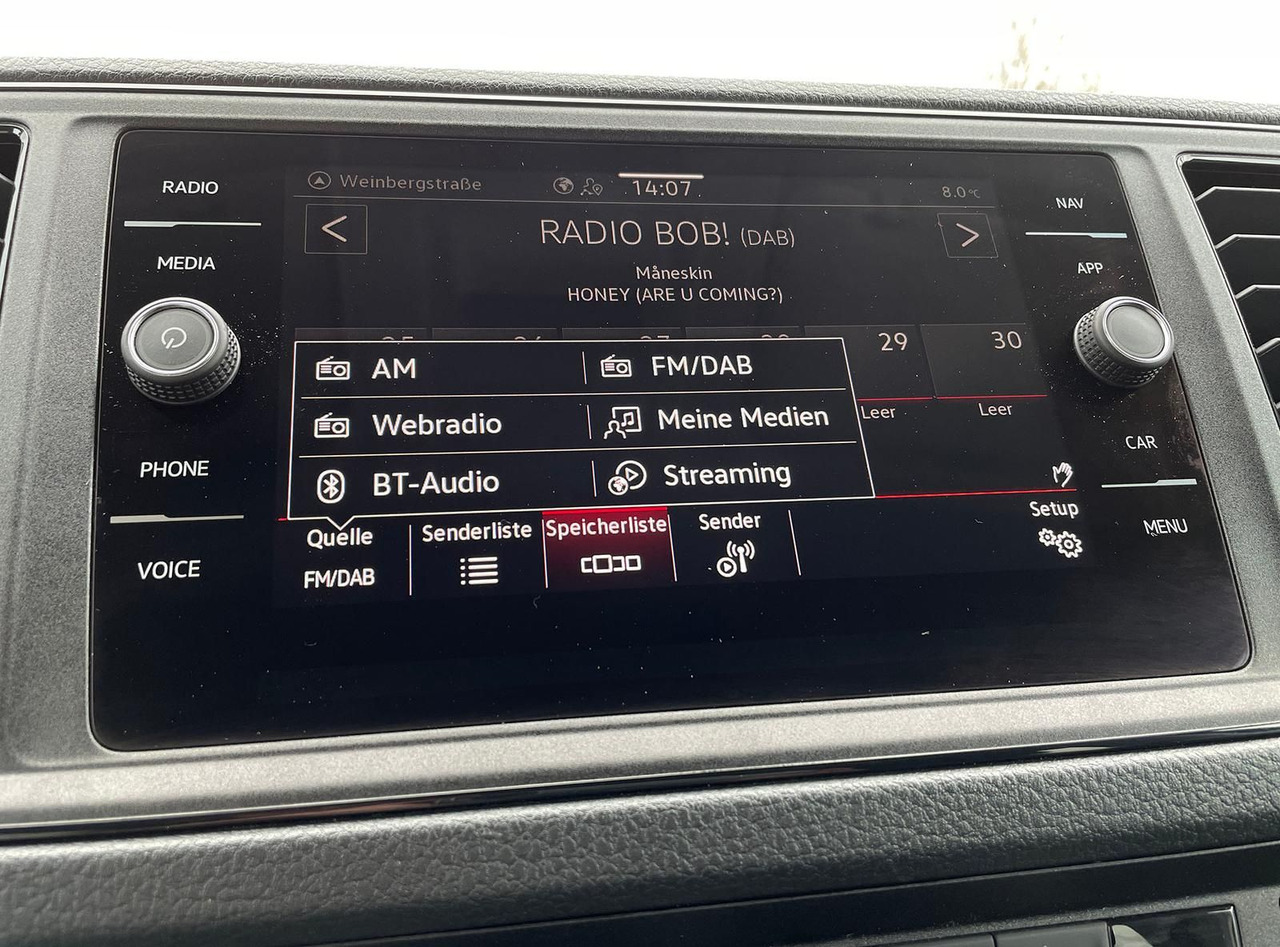 RADIO
MEDIA
PHONE
VOICE
Weinbergstraße
14:07
8.0°C
<
RADIO BOB! (DAB)
>
Måneskin
HONEY (ARE U COMING?)
29
30
Leer
Leer
AM
FM/DAB
Webradio
Meine Medien
BT-Audio
Streaming
Quelle
FM/DAB
Senderliste
Speicherliste
Sender
Setup
NAV
APP
CAR
MENU